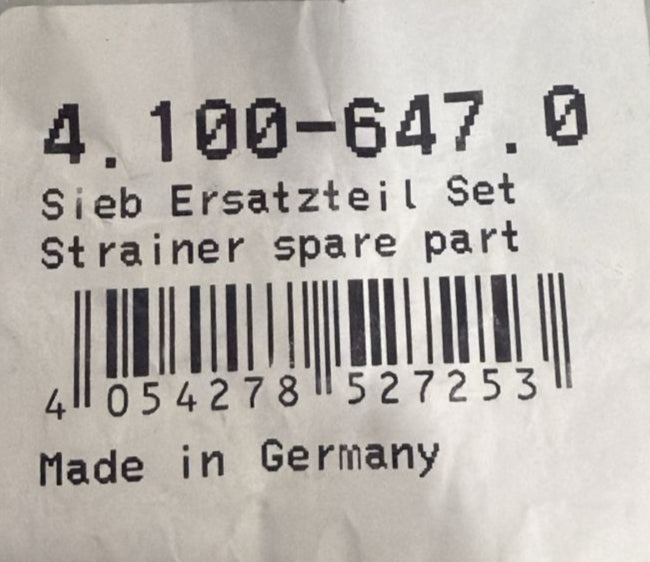 4.100-647.0
Sieb Ersatzteil Set
Strainer spare part
4 054278 527253
Made in Germany